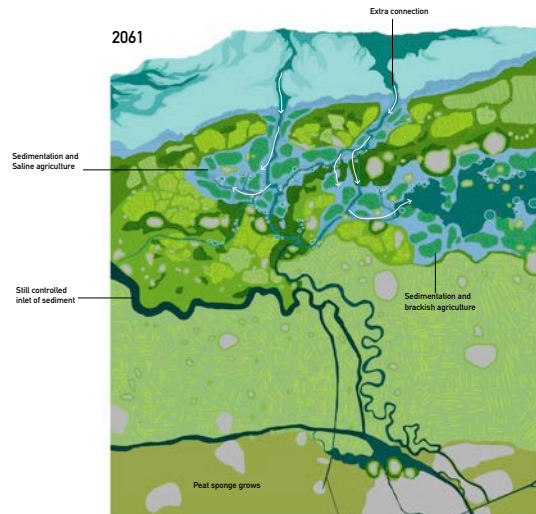 Extra connection
2061
Sedimentation and
Saline agriculture
Still controlled
inlet of sediment
Sedimentation and
brackish agriculture
Peat sponge grows